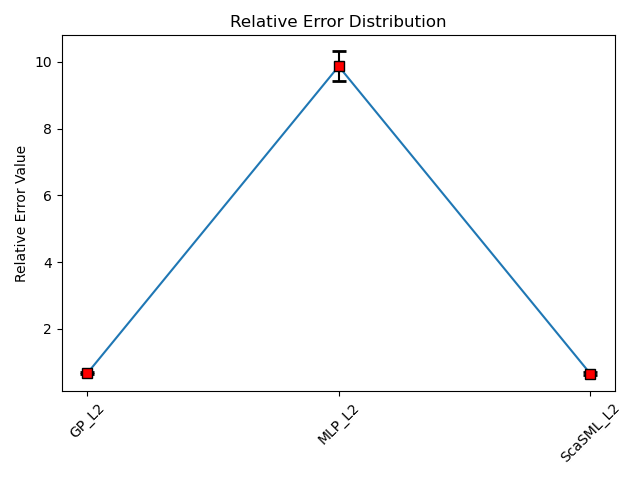 Relative Error Distribution
Relative Error Value
10
8
6
4
2
GP_L2
MLP_L2
ScaSML_L2